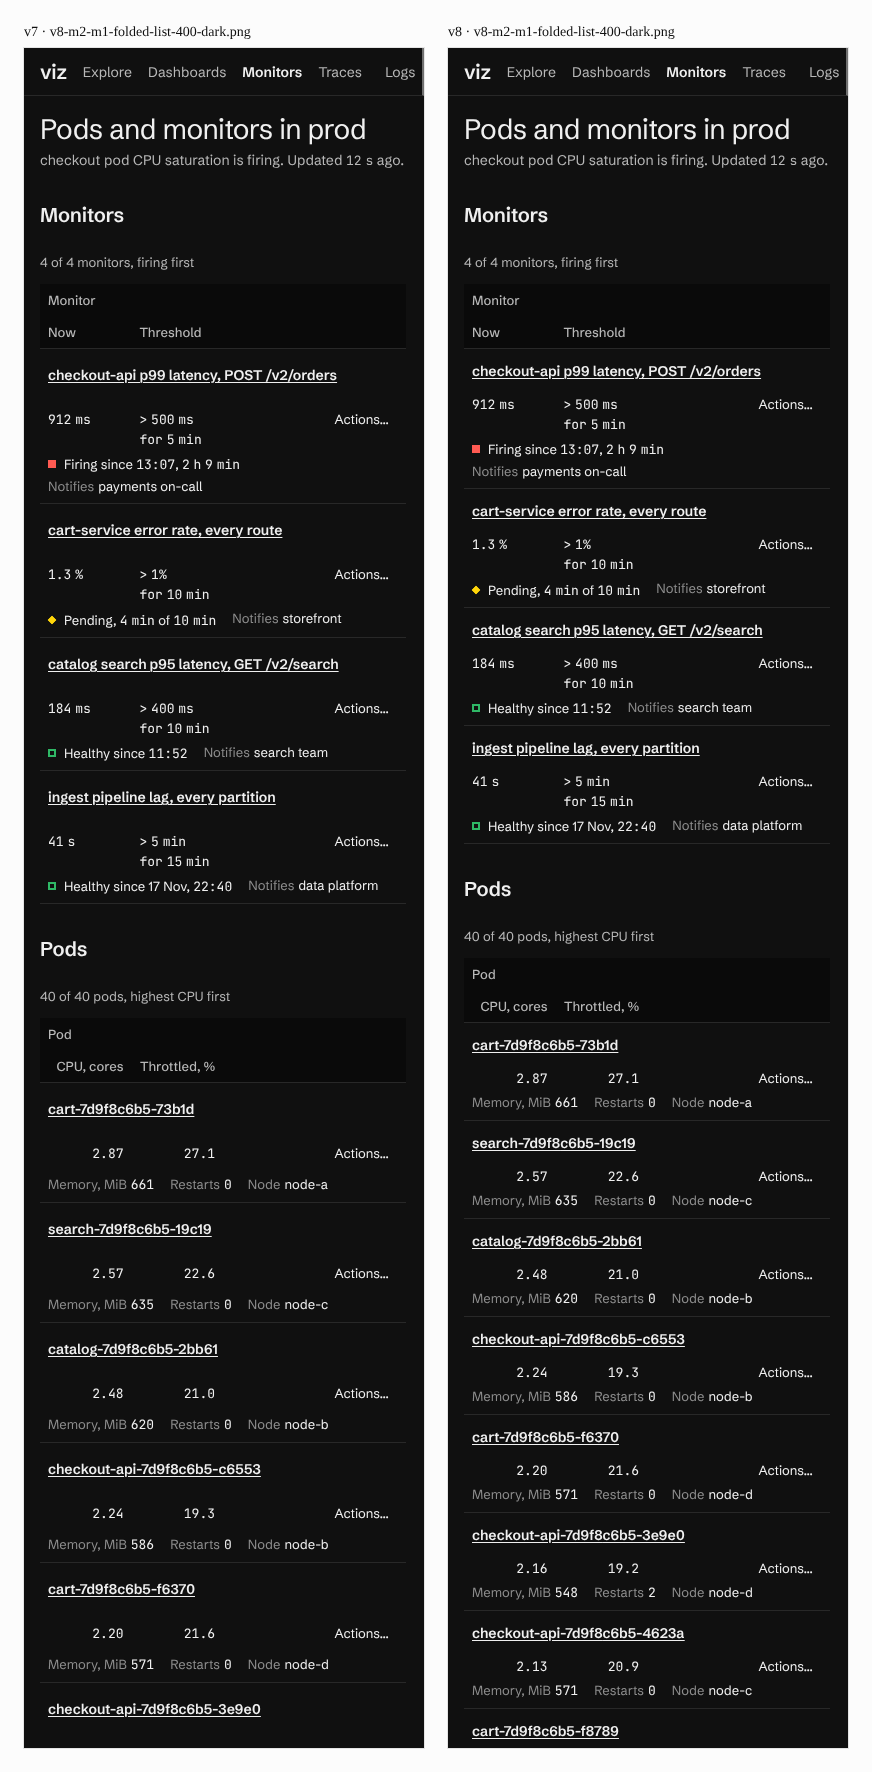 v7 · v8-m2-m1-folded-list-400-dark.png
viz Explore Dashboards Monitors Traces Logs
Pods and monitors in prod
checkout pod CPU saturation is firing. Updated 12 s ago.
Monitors
4 of 4 monitors, firing first
Monitor
Now Threshold
checkout-api p99 latency, POST /v2/orders
912 ms > 500 ms Actions...
for 5 min
Firing since 13:07, 2 h 9 min
Notifies payments on-call
cart-service error rate, every route
1.3 % > 1% Actions...
for 10 min
Pending, 4 min of 10 min Notifies storefront
catalog search p95 latency, GET /v2/search
184 ms > 400 ms Actions...
for 10 min
Healthy since 11:52 Notifies search team
ingest pipeline lag, every partition
41 s > 5 min Actions...
for 15 min
Healthy since 17 Nov, 22:40 Notifies data platform
Pods
40 of 40 pods, highest CPU first
Pod
CPU, cores Throttled, %
cart-7d9f8c6b5-73b1d
2.87 27.1 Actions...
Memory, MiB 661 Restarts 0 Node node-a
search-7d9f8c6b5-19c19
2.57 22.6 Actions...
Memory, MiB 635 Restarts 0 Node node-c
catalog-7d9f8c6b5-2bb61
2.48 21.0 Actions...
Memory, MiB 620 Restarts 0 Node node-b
checkout-api-7d9f8c6b5-c6553
2.24 19.3 Actions...
Memory, MiB 586 Restarts 0 Node node-b
cart-7d9f8c6b5-f6370
2.20 21.6 Actions...
Memory, MiB 571 Restarts 0 Node node-d
checkout-api-7d9f8c6b5-3e9e0
v8 · v8-m2-m1-folded-list-400-dark.png
viz Explore Dashboards Monitors Traces Logs
Pods and monitors in prod
checkout pod CPU saturation is firing. Updated 12 s ago.
Monitors
4 of 4 monitors, firing first
Monitor
Now Threshold
checkout-api p99 latency, POST /v2/orders
912 ms > 500 ms Actions...
for 5 min
Firing since 13:07, 2 h 9 min
Notifies payments on-call
cart-service error rate, every route
1.3 % > 1% Actions...
for 10 min
Pending, 4 min of 10 min Notifies storefront
catalog search p95 latency, GET /v2/search
184 ms > 400 ms Actions...
for 10 min
Healthy since 11:52 Notifies search team
ingest pipeline lag, every partition
41 s > 5 min Actions...
for 15 min
Healthy since 17 Nov, 22:40 Notifies data platform
Pods
40 of 40 pods, highest CPU first
Pod
CPU, cores Throttled, %
cart-7d9f8c6b5-73b1d
2.87 27.1 Actions...
Memory, MiB 661 Restarts 0 Node node-a
search-7d9f8c6b5-19c19
2.57 22.6 Actions...
Memory, MiB 635 Restarts 0 Node node-c
catalog-7d9f8c6b5-2bb61
2.48 21.0 Actions...
Memory, MiB 620 Restarts 0 Node node-b
checkout-api-7d9f8c6b5-c6553
2.24 19.3 Actions...
Memory, MiB 586 Restarts 0 Node node-b
cart-7d9f8c6b5-f6370
2.20 21.6 Actions...
Memory, MiB 571 Restarts 0 Node node-d
checkout-api-7d9f8c6b5-3e9e0
2.16 19.2 Actions...
Memory, MiB 548 Restarts 2 Node node-d
checkout-api-7d9f8c6b5-4623a
2.13 20.9 Actions...
Memory, MiB 571 Restarts 0 Node node-c
cart-7d9f8c6b5-f8789